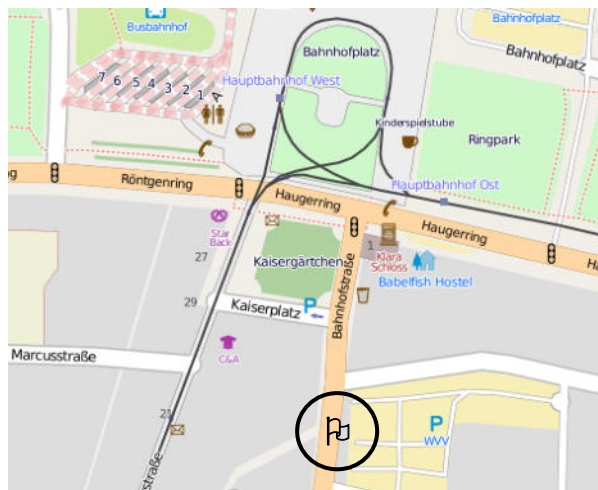 Busbahnhof
Bahnhofplatz
Bahnhofplatz
Bahnhofplatz
7 6 5 4 3 2 1 A
Hauptbahnhof West
Kinderspielstube
Ringpark
Röntgenring
Hauptbahnhof Ost
Haugerring
Haugerring
Star
Back
27
Kaisergärtchen
1
Klara
Schloss
Babelfish Hostel
29
Kaiserplatz
P
Bahnhofstraße
C&A
Marcusstraße
21
P
WVV
straße